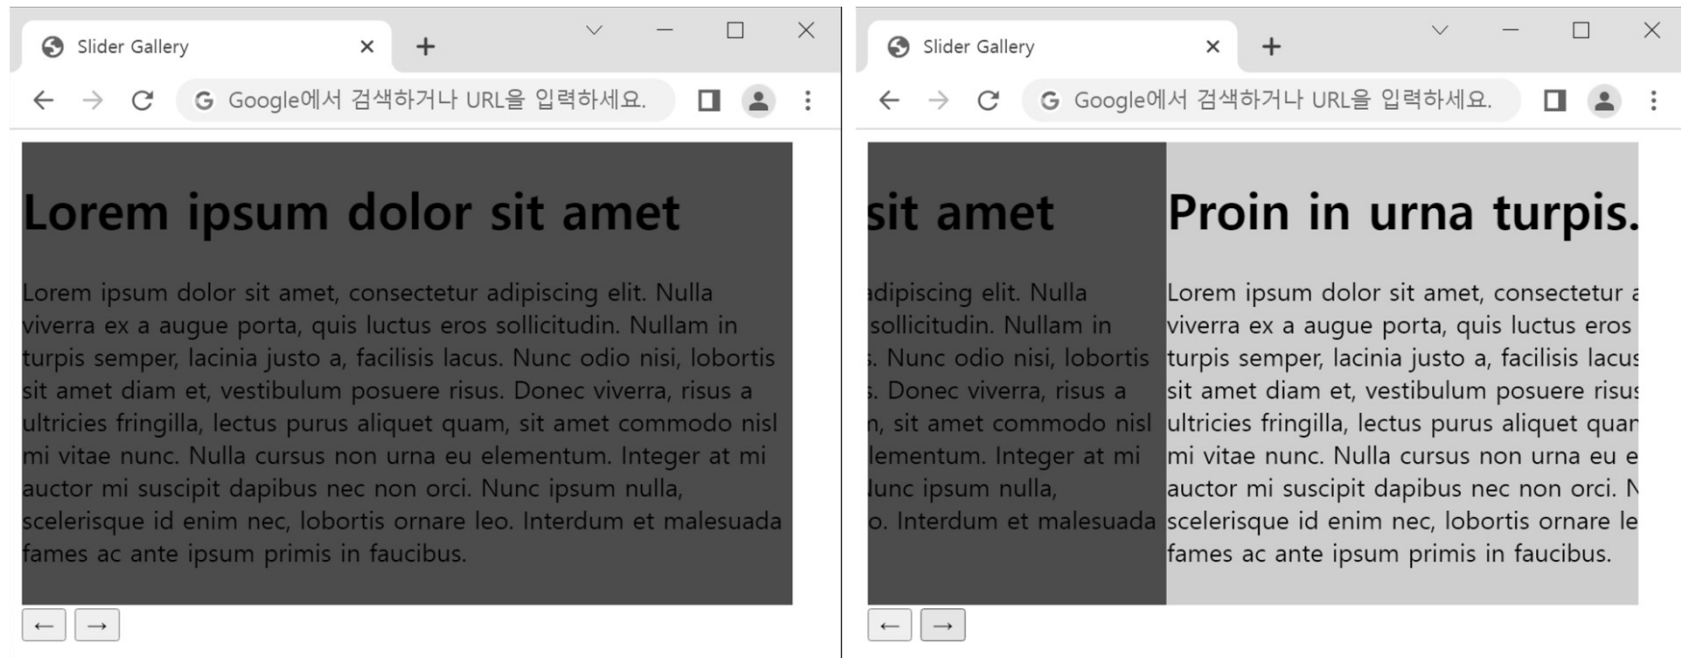 Slider Gallery
Google에서 검색하거나 URL을 입력하세요.
Lorem ipsum dolor sit amet
Lorem ipsum dolor sit amet, consectetur adipiscing elit. Nulla
viverra ex a augue porta, quis luctus eros sollicitudin. Nullam in
turpis semper, lacinia justo a, facilisis lacus. Nunc odio nisi, lobortis
sit amet diam et, vestibulum posuere risus. Donec viverra, risus a
ultricies fringilla, lectus purus aliquet quam, sit amet commodo nisl
mi vitae nunc. Nulla cursus non urna eu elementum. Integer at mi
auctor mi suscipit dapibus nec non orci. Nunc ipsum nulla,
scelerisque id enim nec, lobortis ornare leo. Interdum et malesuada
fames ac ante ipsum primis in faucibus.
← →
Slider Gallery
Google에서 검색하거나 URL을 입력하세요.
sit amet
adipiscing elit. Nulla
sollicitudin. Nullam in
s. Nunc odio nisi, lobortis
s. Donec viverra, risus a
, sit amet commodo nisl
lementum. Integer at mi
Nunc ipsum nulla,
o. Interdum et malesuada
Proin in urna turpis.
Lorem ipsum dolor sit amet, consectetur a
viverra ex a augue porta, quis luctus eros
turpis semper, lacinia justo a, facilisis lacus
sit amet diam et, vestibulum posuere risus
ultricies fringilla, lectus purus aliquet quam
mi vitae nunc. Nulla cursus non urna eu e
auctor mi suscipit dapibus nec non orci. N
scelerisque id enim nec, lobortis ornare le
fames ac ante ipsum primis in faucibus.
← →